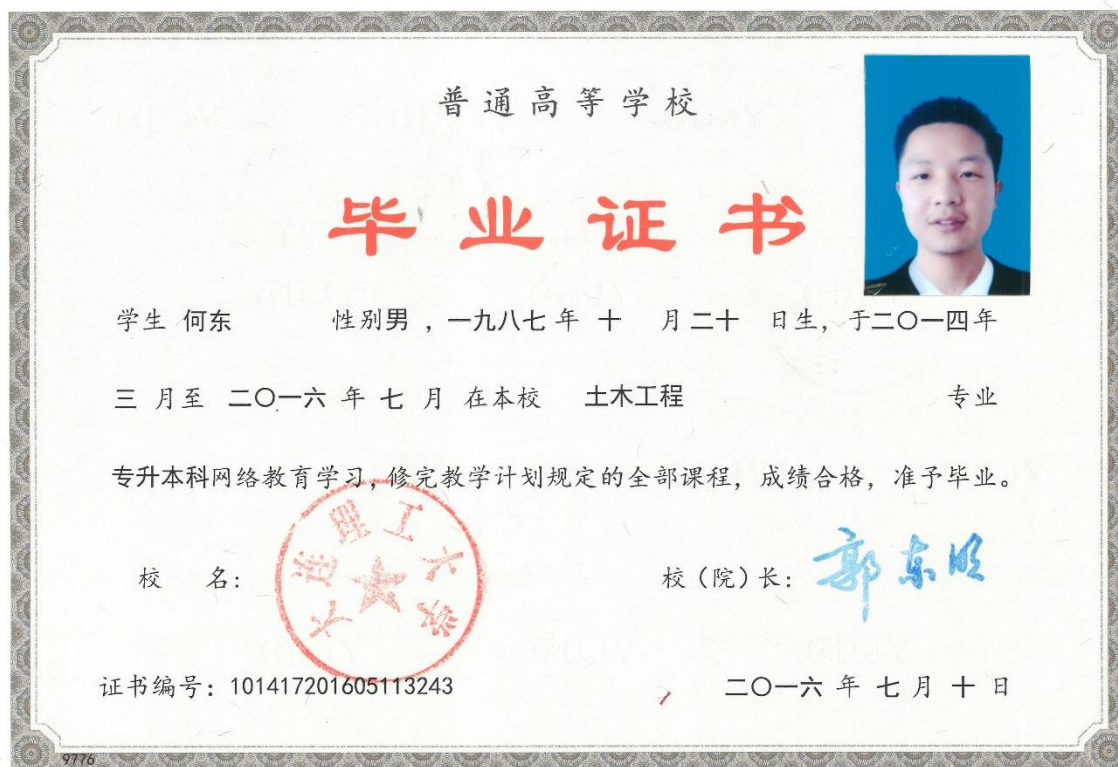 普通高等学校
毕业证书
学生 何东 性别男 ，一九八七 年 十 月 二十 日生，于二〇一四年
三 月至 二〇一六 年 七 月 在本校 土木工程 专业
专升本科网络教育学习，修完教学计划规定的全部课程，成绩合格，准予毕业。
大连理工大学
校 名： 校（院）长： 郭东明
证书编号：101417201605113243 二〇一六 年 七 月 十 日
9776